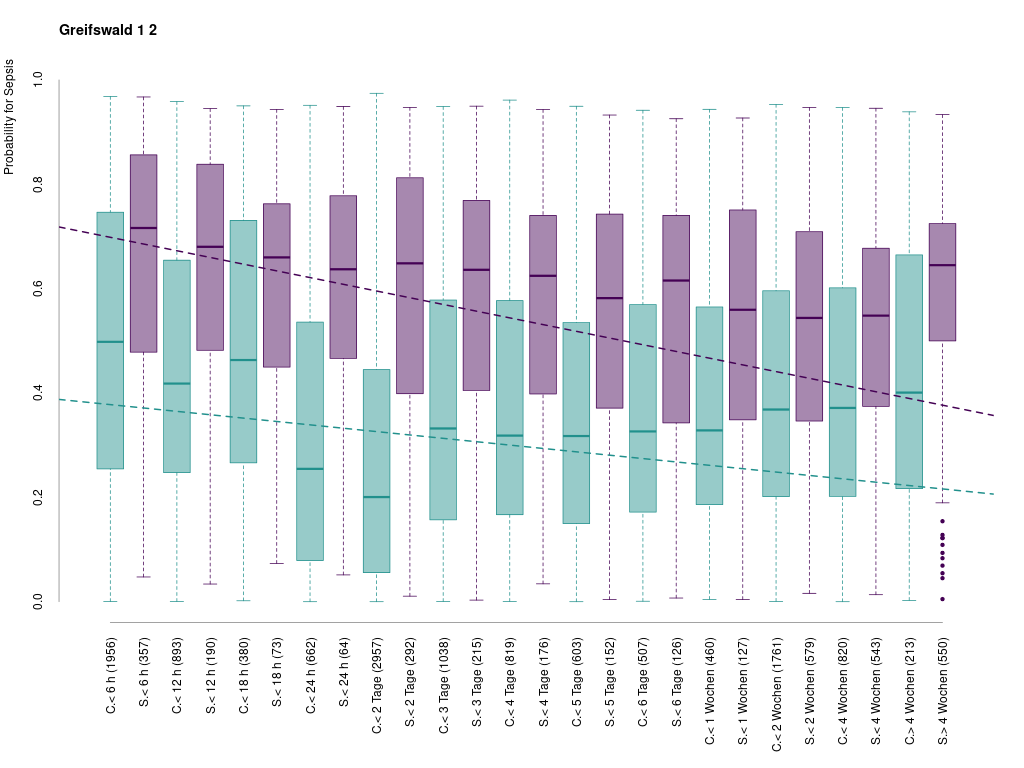 Greifswald 1 2
Probability for Sepsis
1.0
0.8
0.6
0.4
0.2
0.0
C.< 6 h (1956)
S.< 6 h (357)
C.< 12 h (893)
S.< 12 h (190)
C.< 18 h (380)
S.< 18 h (73)
C.< 24 h (662)
S.< 24 h (64)
C.< 2 Tage (2957)
S.< 2 Tage (292)
C.< 3 Tage (1038)
S.< 3 Tage (215)
C.< 4 Tage (819)
S.< 4 Tage (176)
C.< 5 Tage (603)
S.< 5 Tage (152)
C.< 6 Tage (507)
S.< 6 Tage (126)
C.< 1 Wochen (460)
S.< 1 Wochen (127)
C.< 2 Wochen (1761)
S.< 2 Wochen (579)
C.< 4 Wochen (820)
S.< 4 Wochen (543)
C.> 4 Wochen (213)
S.> 4 Wochen (550)